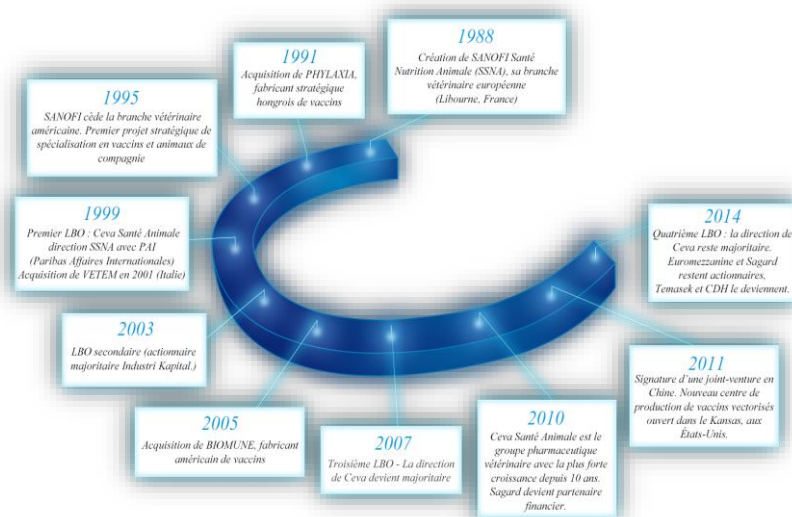 1988
Création de SANOFI Santé
Nutrition Animale (SSNA), sa branche
vétérinaire européenne
(Libourne, France)
1991
Acquisition de PHYLAXIA,
fabricant stratégique
hongrois de vaccins
1995
SANOFI cède la branche vétérinaire
américaine. Premier projet stratégique de
spécialisation en vaccins et animaux de
compagnie
1999
Premier LBO : Ceva Santé Animale
direction SSNA avec PAI
(Paribas Affaires Internationales)
Acquisition de VETEM en 2001 (Italie)
2003
LBO secondaire (actionnaire
majoritaire Industri Kapital.)
2005
Acquisition de BIOMUNE, fabricant
américain de vaccins
2007
Troisième LBO - La direction
de Ceva devient majoritaire
2010
Ceva Santé Animale est le
groupe pharmaceutique
vétérinaire avec la plus forte
croissance depuis 10 ans.
Sagard devient partenaire
financier.
2011
Signature d'une joint-venture en
Chine. Nouveau centre de
production de vaccins vectorisés
ouvert dans le Kansas, aux
États-Unis.
2014
Quatrième LBO : la direction de
Ceva reste majoritaire.
Euromezzanine et Sagard
restent actionnaires,
Temasek et CDH le deviennent.